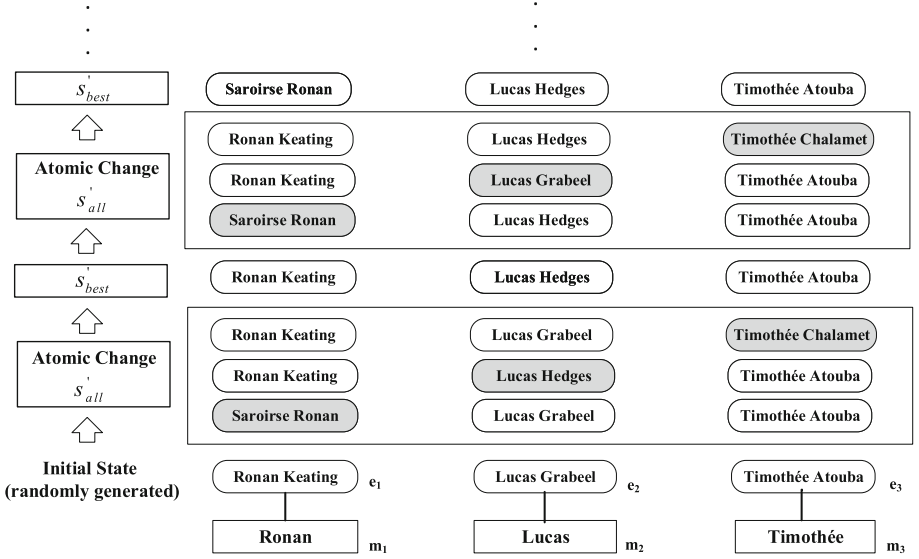 s'best Saroirse Ronan Lucas Hedges Timothée Atouba
Ronan Keating Lucas Hedges Timothée Chalamet
Atomic Change
s'all
Ronan Keating Lucas Grabeel Timothée Atouba
Saroirse Ronan Lucas Hedges Timothée Atouba
s'best Ronan Keating Lucas Hedges Timothée Atouba
Ronan Keating Lucas Grabeel Timothée Chalamet
Atomic Change
s'all
Ronan Keating Lucas Hedges Timothée Atouba
Saroirse Ronan Lucas Grabeel Timothée Atouba
Initial State
(randomly generated)
Ronan Keating e1 Lucas Grabeel e2 Timothée Atouba e3
Ronan m1 Lucas m2 Timothée m3